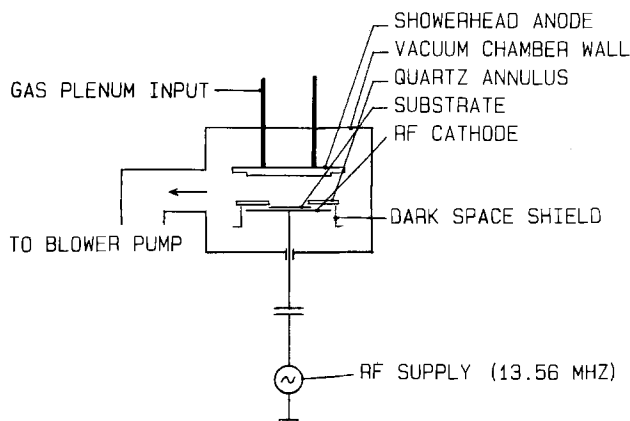 SHOWERHEAD ANODE
VACUUM CHAMBER WALL
QUARTZ ANNULUS
GAS PLENUM INPUT
SUBSTRATE
RF CATHODE
DARK SPACE SHIELD
TO BLOWER PUMP
RF SUPPLY (13.56 MHZ)